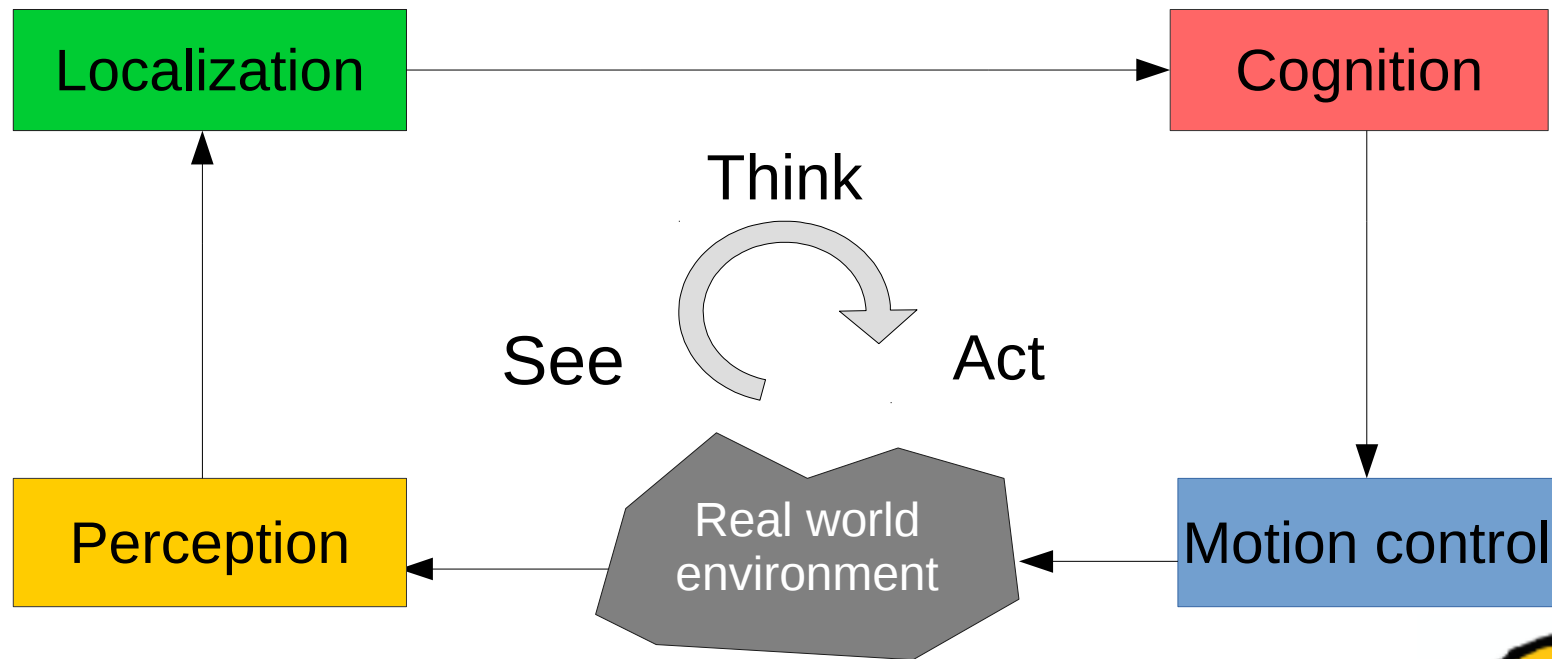 Localization
Cognition
Think
See
Act
Perception
Real world
environment
Motion control